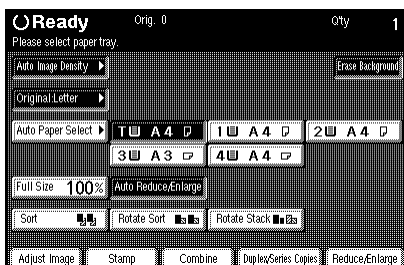 Ready Orig. 0 Q'ty 1
Please select paper tray.
Auto Image Density Erase Background
Original:Letter
Auto Paper Select T A4 1 A4 2 A4
3 A3 4 A4
Full Size 100% Auto Reduce/Enlarge
Sort Rotate Sort Rotate Stack
Adjust Image Stamp Combine Duplex/Series Copies Reduce/Enlarge